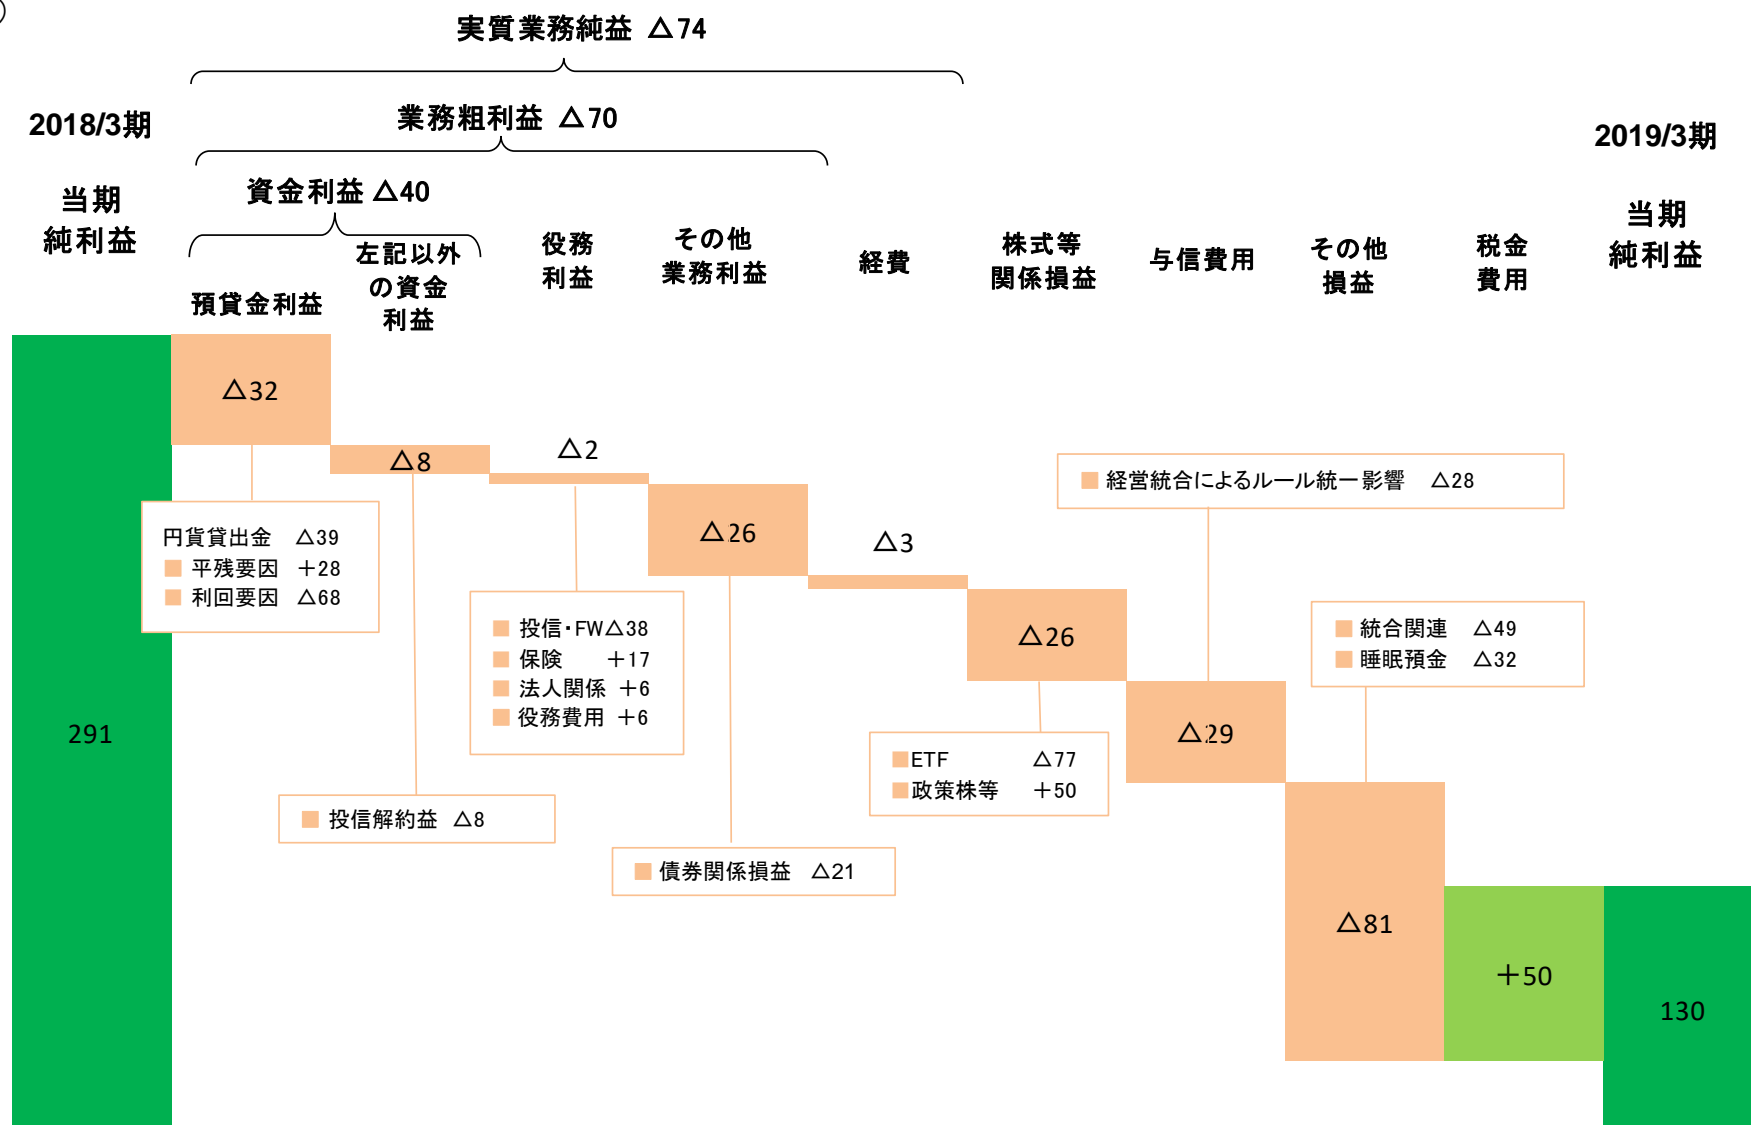 実質業務純益 △74
業務粗利益 △70
2018/3期
2019/3期
資金利益 △40
当期
純利益
預貸金利益
左記以外
の資金
利益
役務
利益
その他
業務利益
経費
株式等
関係損益
与信費用
その他
損益
税金
費用
当期
純利益
291
△32
△8
△2
△26
△3
△26
△29
△81
＋50
130
円貨貸出金 △39
平残要因 ＋28
利回要因 △68
投信解約益 △8
投信・FW△38
保険 ＋17
法人関係 ＋6
役務費用 ＋6
債券関係損益 △21
ETF △77
政策株等 ＋50
経営統合によるルール統一影響 △28
統合関連 △49
睡眠預金 △32